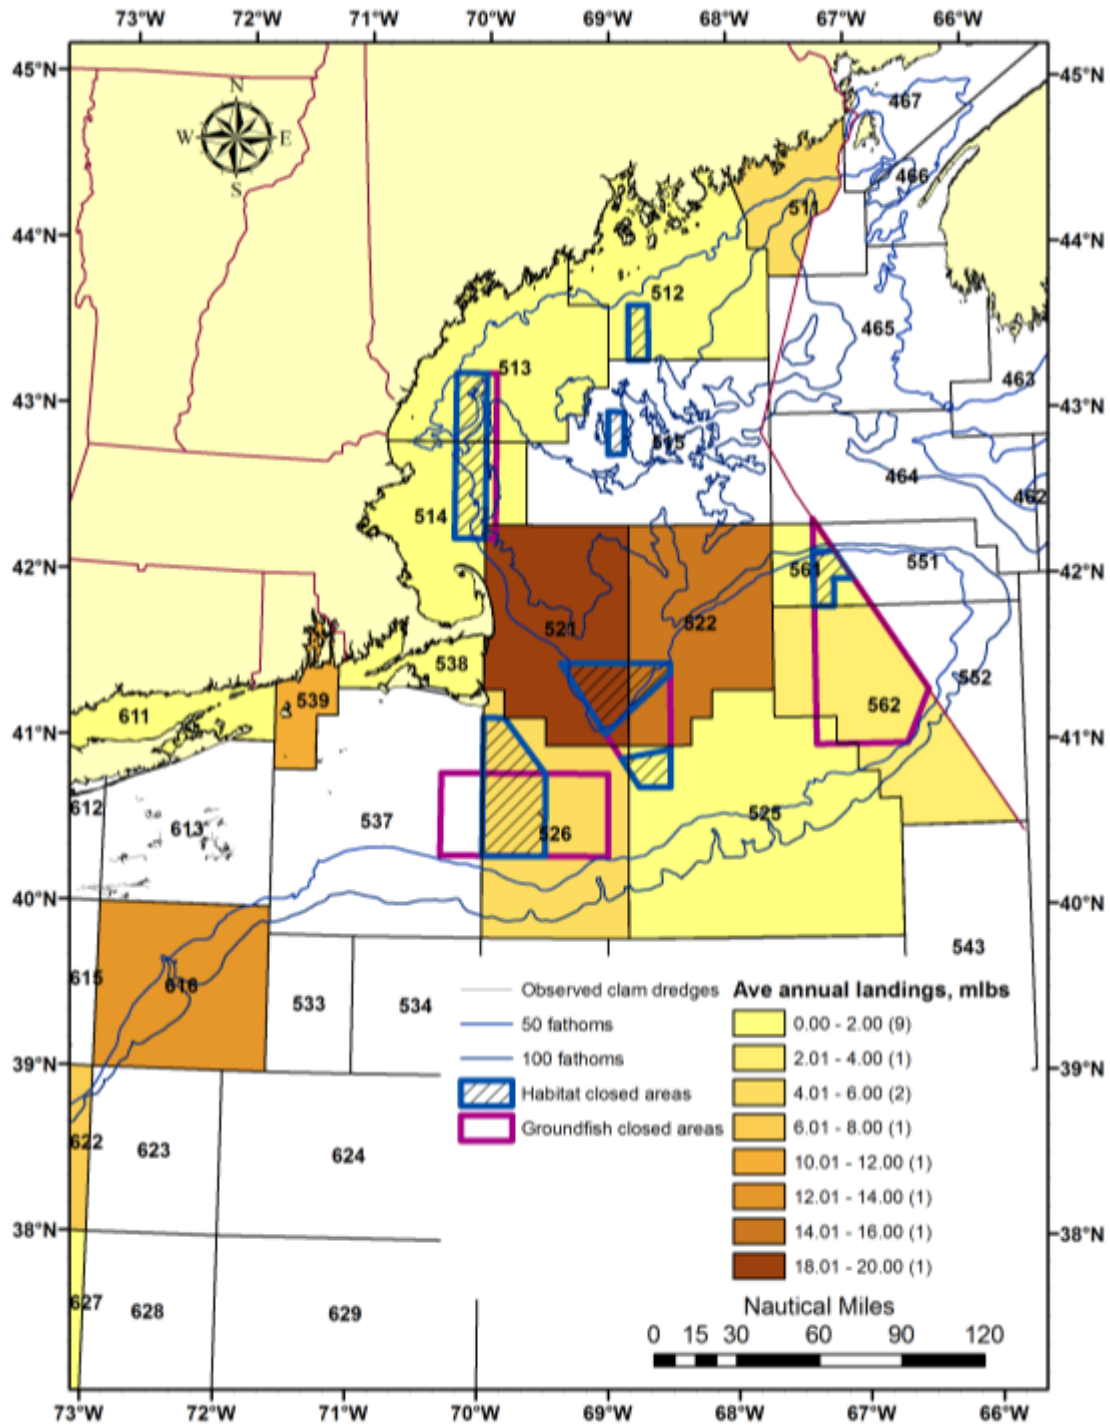 73°W 72°W 71°W 70°W 69°W 68°W 67°W 66°W
45°N 45°N
467
N
W E
S
466
511
44°N 44°N
512
465
513
463
43°N 43°N
515
464
462
514
42°N 42°N
561
551
521
522
538
552
539
562
611
41°N 41°N
612
613
537
526
525
40°N 40°N
543
615
616
533
534
Observed clam dredges
50 fathoms
100 fathoms
Habitat closed areas
Groundfish closed areas
Ave annual landings, mlbs
0.00 - 2.00 (9)
2.01 - 4.00 (1)
4.01 - 6.00 (2)
6.01 - 8.00 (1)
10.01 - 12.00 (1)
12.01 - 14.00 (1)
14.01 - 16.00 (1)
18.01 - 20.00 (1)
39°N 39°N
622
623
624
38°N 38°N
627
628
629
Nautical Miles
0 15 30 60 90 120
73°W 72°W 71°W 70°W 69°W 68°W 67°W 66°W